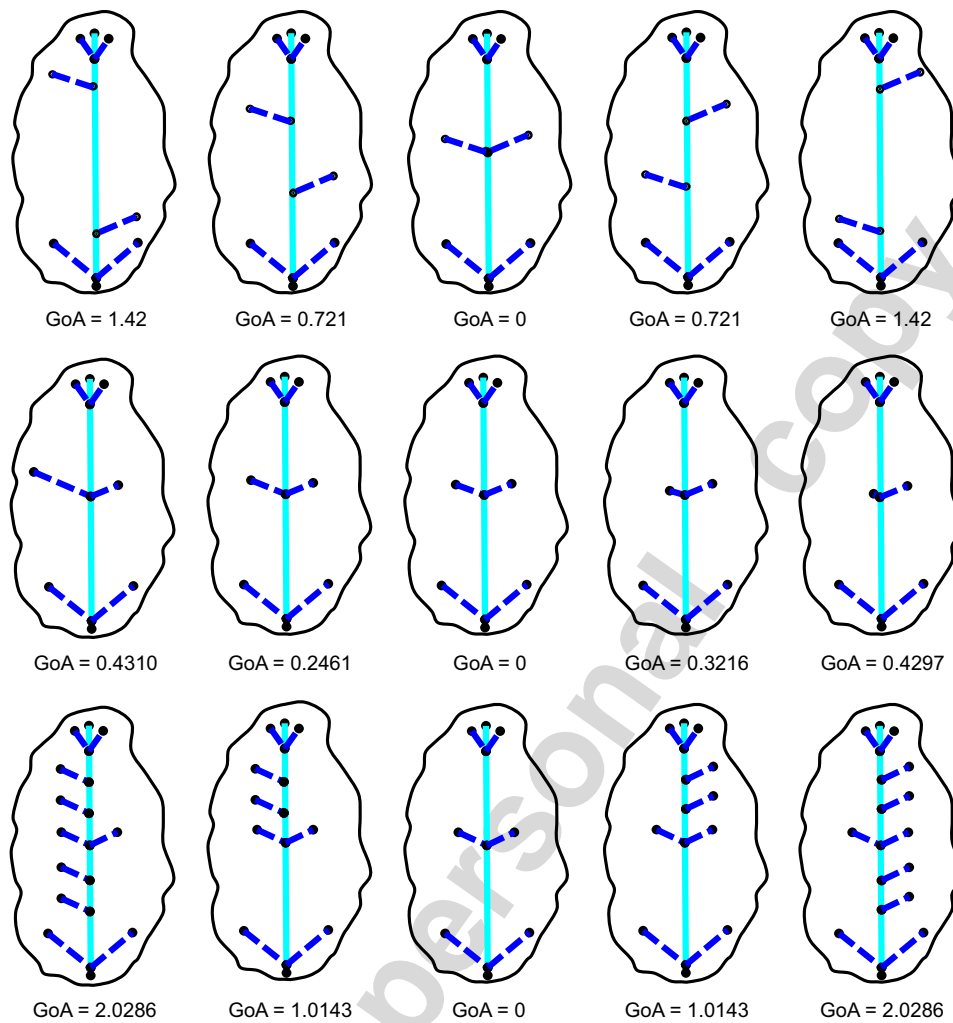 GoA = 1.42 GoA = 0.721 GoA = 0 GoA = 0.721 GoA = 1.42
GoA = 0.4310 GoA = 0.2461 GoA = 0 GoA = 0.3216 GoA = 0.4297
GoA = 2.0286 GoA = 1.0143 GoA = 0 GoA = 1.0143 GoA = 2.0286
personal copy